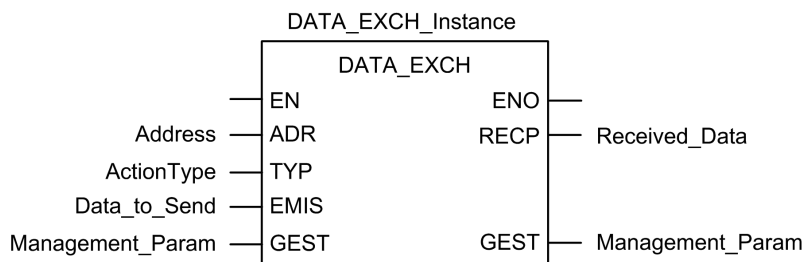 DATA_EXCH_Instance
DATA_EXCH
EN ENO
Address ADR RECP Received_Data
ActionType TYP
Data_to_Send EMIS
Management_Param GEST GEST Management_Param